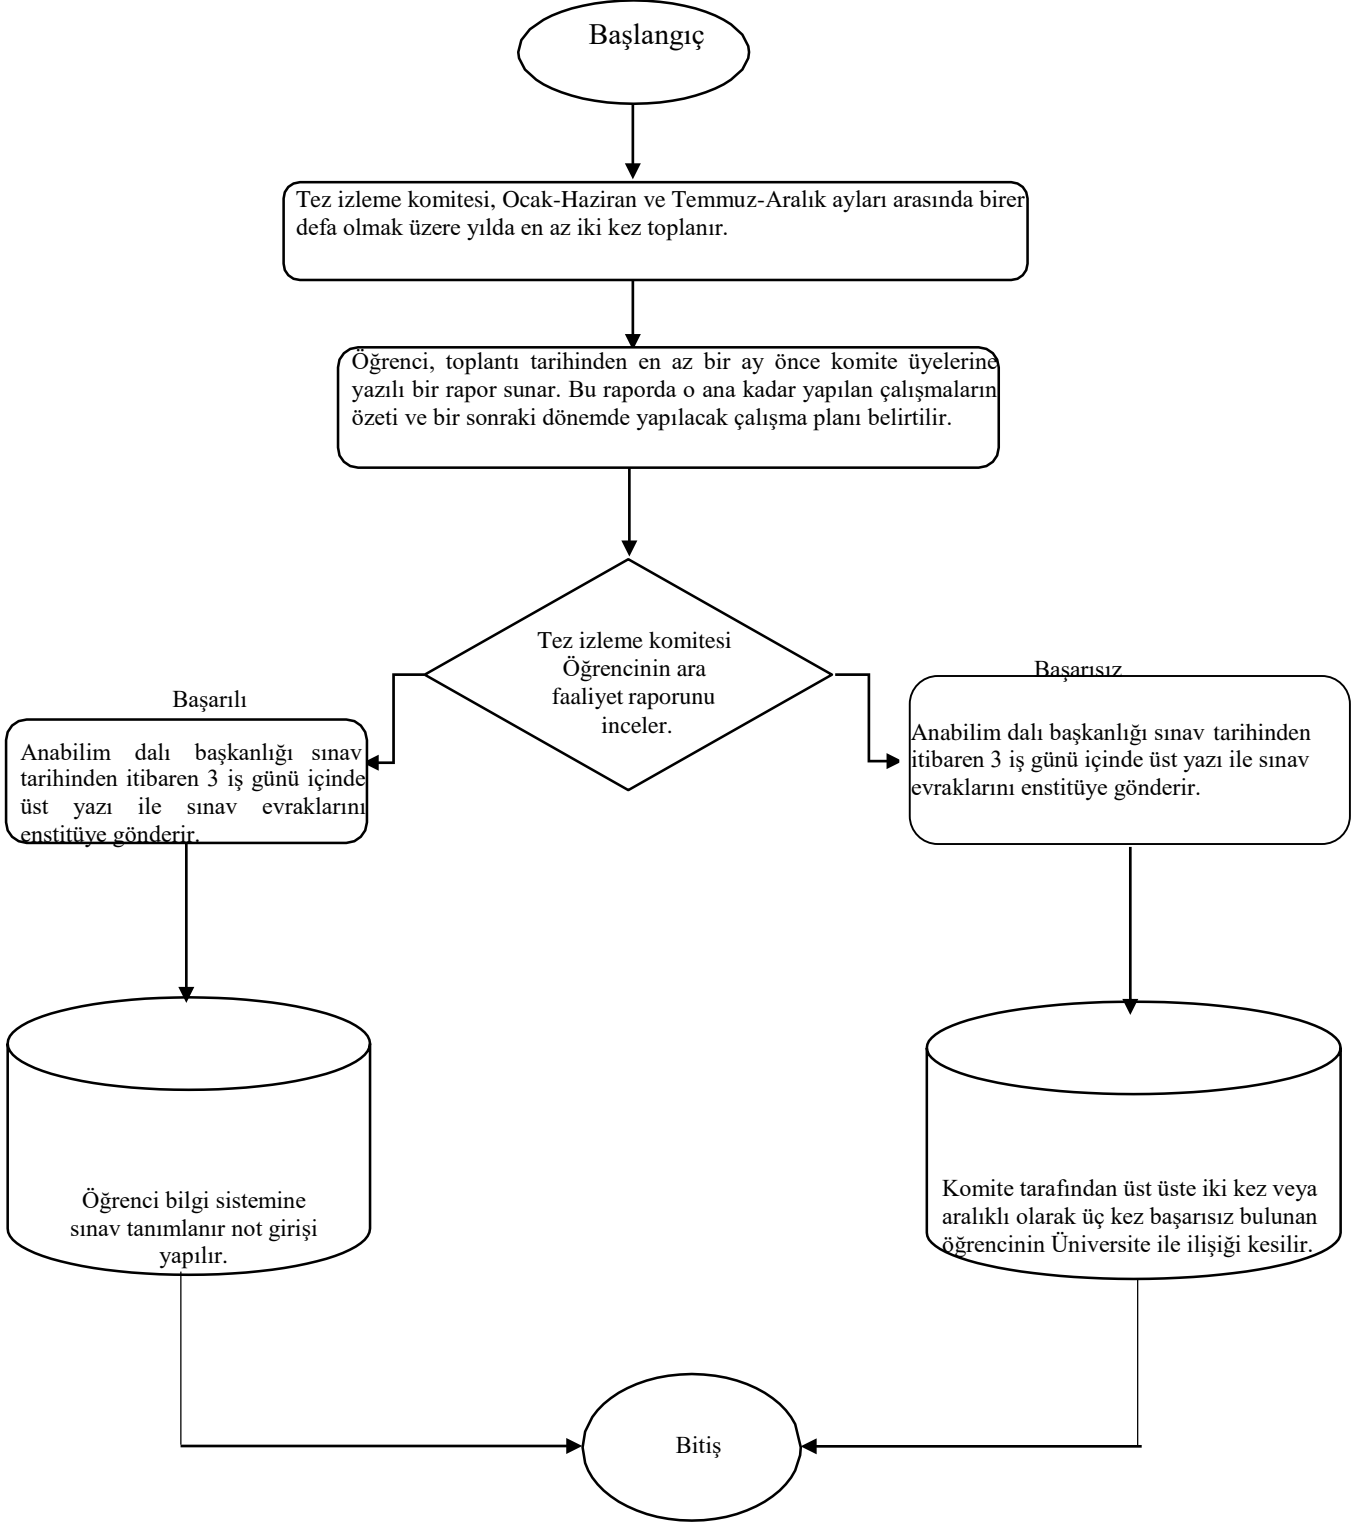 Başlangıç
Tez izleme komitesi, Ocak-Haziran ve Temmuz-Aralık ayları arasında birer
defa olmak üzere yılda en az iki kez toplanır.
Öğrenci, toplantı tarihinden en az bir ay önce komite üyelerine
yazılı bir rapor sunar. Bu raporda o ana kadar yapılan çalışmaların
özeti ve bir sonraki dönemde yapılacak çalışma planı belirtilir.
Tez izleme komitesi
Öğrencinin ara
faaliyet raporunu
inceler.
Başarılı
Anabilim dalı başkanlığı sınav
tarihinden itibaren 3 iş günü içinde
üst yazı ile sınav evraklarını
enstitüye gönderir.
Başarısız
Anabilim dalı başkanlığı sınav tarihinden
itibaren 3 iş günü içinde üst yazı ile sınav
evraklarını enstitüye gönderir.
Öğrenci bilgi sistemine
sınav tanımlanır not girişi
yapılır.
Komite tarafından üst üste iki kez veya
aralıklı olarak üç kez başarısız bulunan
öğrencinin Üniversite ile ilişiği kesilir.
Bitiş